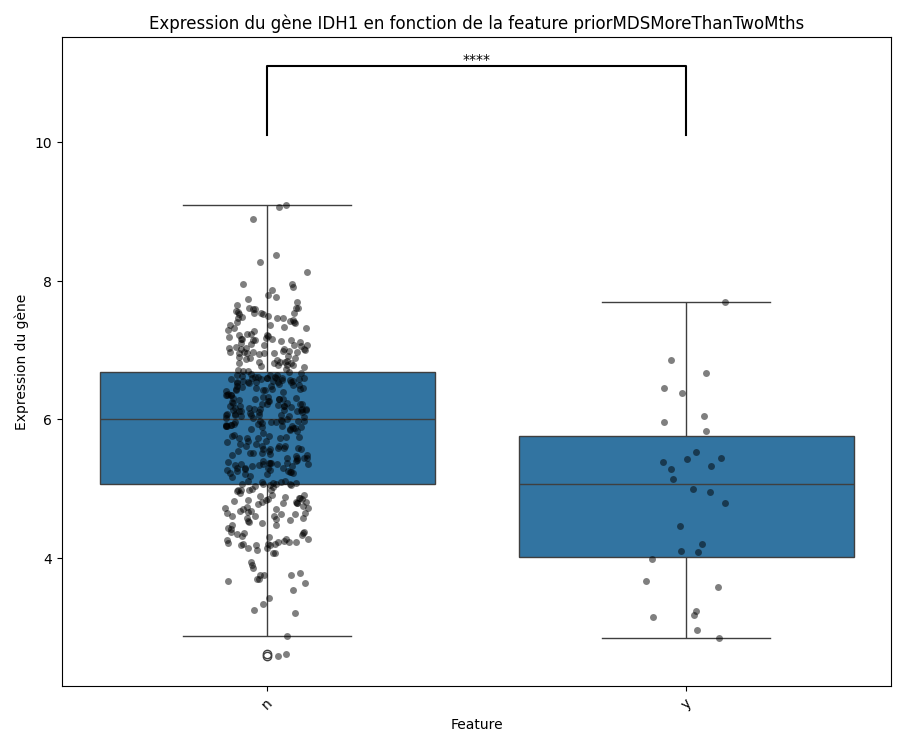 Expression du gène IDH1 en fonction de la feature priorMDSMoreThanTwoMths
****
10
8
6
4
Expression du gène
n
y
Feature